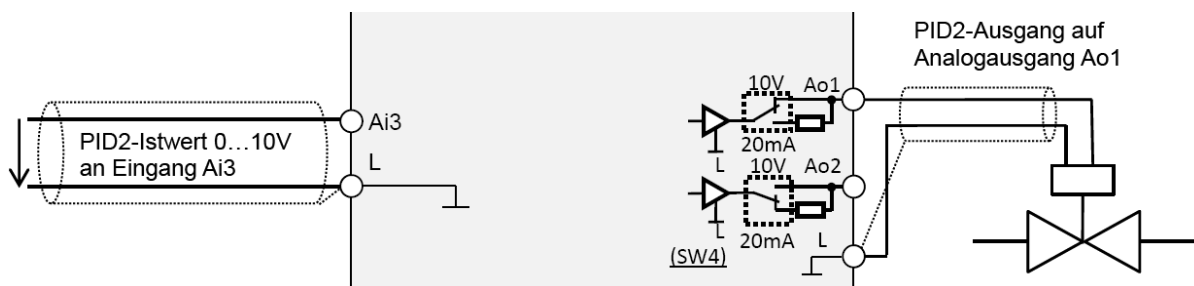 PID2-Istwert 0…10V
an Eingang Ai3
Ai3
L
10V
Ao1
L
20mA
10V
Ao2
L
20mA
L
(SW4)
PID2-Ausgang auf
Analogausgang Ao1